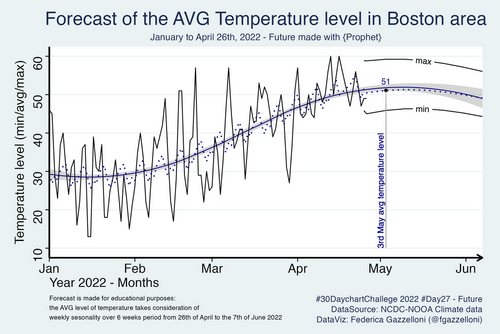 Forecast of the AVG Temperature level in Boston area
January to April 26th, 2022 - Future made with {Prophet}
Temperature level (min/avg/max)
60
50
40
30
20
10
max
51
min
3rd May avg temperature level
Jan Feb Mar Apr May Jun
Year 2022 - Months
Forecast is made for educational purposes:
the AVG level of temperature takes consideration of
weekly sesonality over 6 weeks period from 26th of April to the 7th of June 2022
#30DaychartChallege 2022 #Day27 - Future
DataSource: NCDC-NOOA Climate data
DataViz: Federica Gazzelloni (@fgazzelloni)